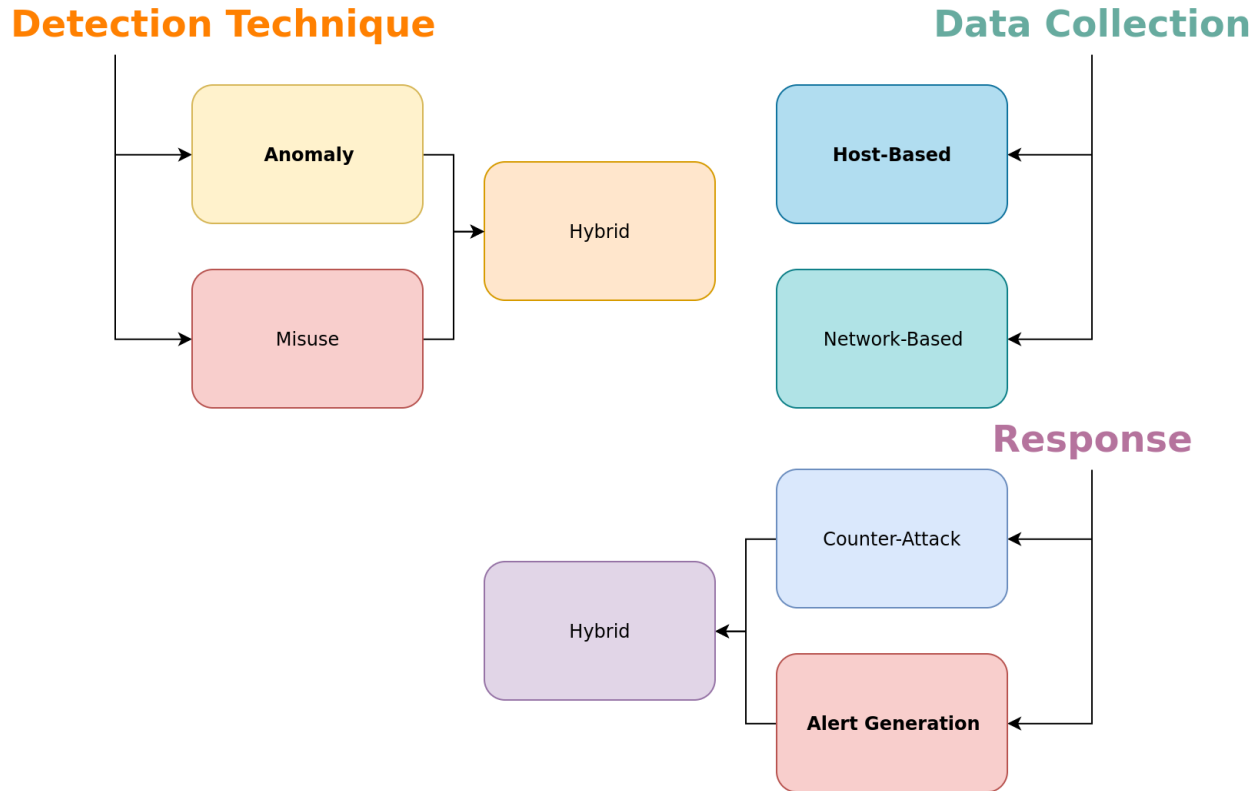 Detection Technique
Data Collection
Anomaly
Host-Based
Hybrid
Misuse
Network-Based
Response
Counter-Attack
Hybrid
Alert Generation